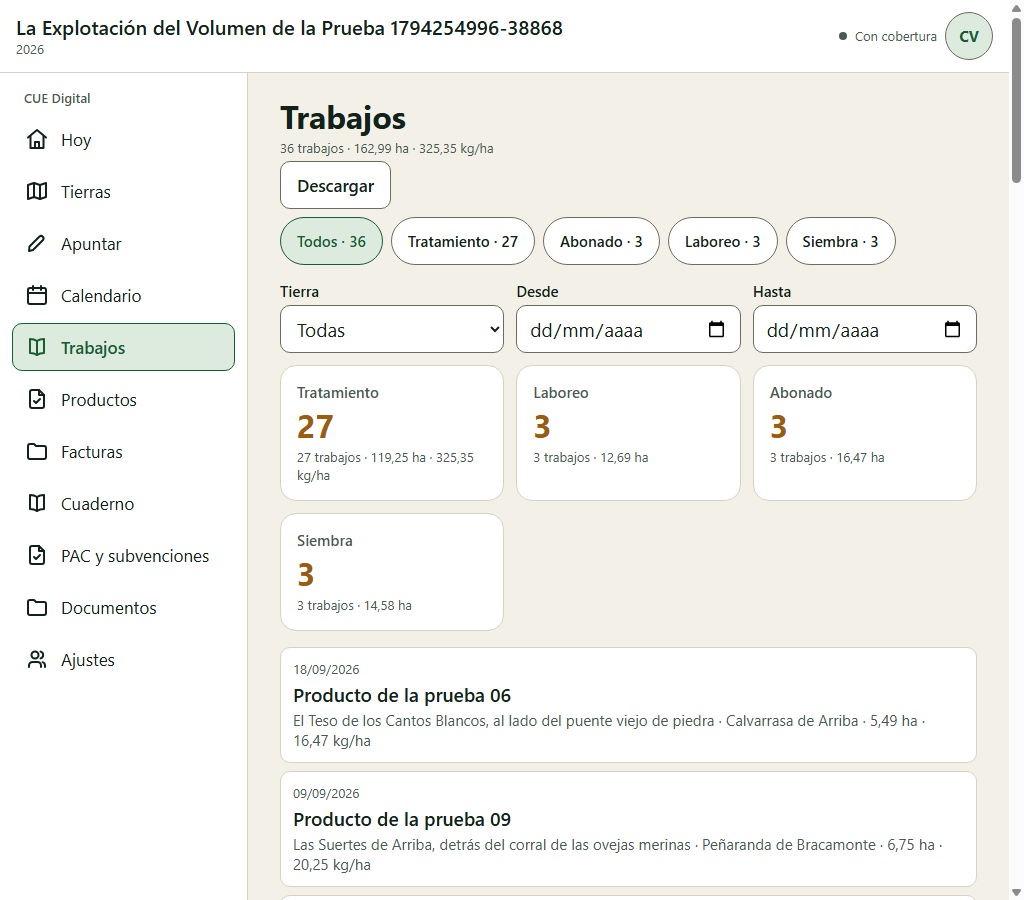 La Explotación del Volumen de la Prueba 1794254996-38868
2026
Con cobertura
CV
CUE Digital
Hoy
Tierras
Apuntar
Calendario
Trabajos
Productos
Facturas
Cuaderno
PAC y subvenciones
Documentos
Ajustes
Trabajos
36 trabajos · 162,99 ha · 325,35 kg/ha
Descargar
Todos · 36
Tratamiento · 27
Abonado · 3
Laboreo · 3
Siembra · 3
Tierra
Desde
Hasta
Todas
dd/mm/aaaa
dd/mm/aaaa
Tratamiento
27
27 trabajos · 119,25 ha · 325,35
kg/ha
Laboreo
3
3 trabajos · 12,69 ha
Abonado
3
3 trabajos · 16,47 ha
Siembra
3
3 trabajos · 14,58 ha
18/09/2026
Producto de la prueba 06
El Teso de los Cantos Blancos, al lado del puente viejo de piedra · Calvarrasa de Arriba · 5,49 ha ·
16,47 kg/ha
09/09/2026
Producto de la prueba 09
Las Suertes de Arriba, detrás del corral de las ovejas merinas · Peñaranda de Bracamonte · 6,75 ha ·
20,25 kg/ha